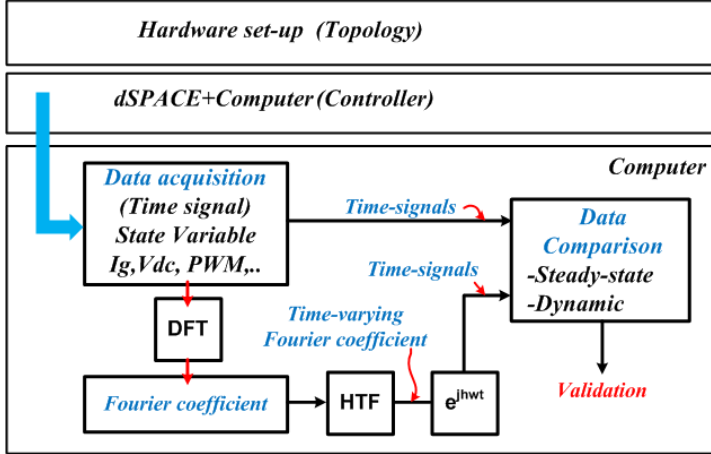 Hardware set-up (Topology)
dSPACE+Computer (Controller)
Computer
Data acquisition
(Time signal)
State Variable
Ig,Vdc, PWM,..
Time-signals
Data
Comparison
-Steady-state
-Dynamic
Time-signals
DFT
Time-varying
Fourier coefficient
Validation
Fourier coefficient
HTF
e^jhwt